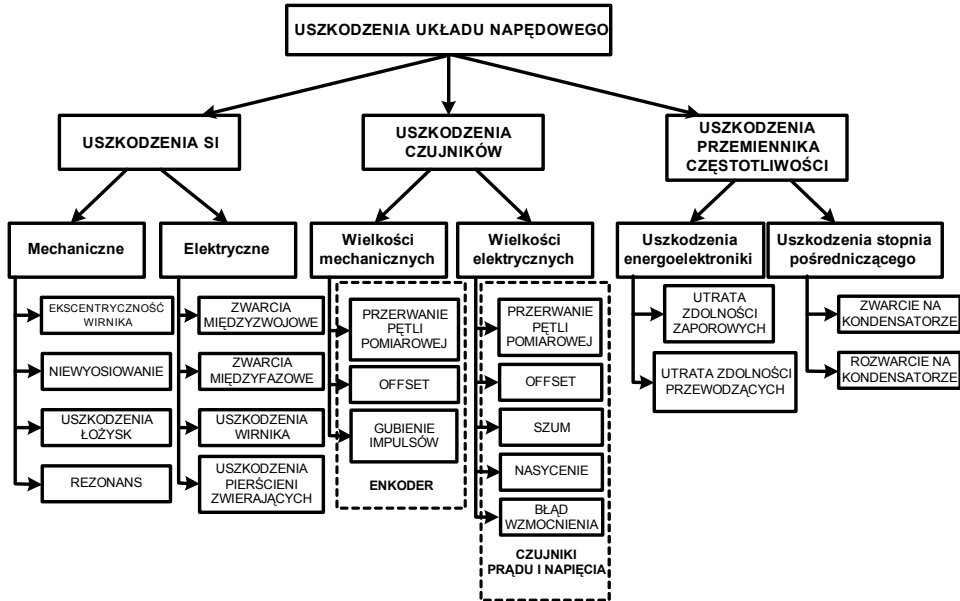 USZKODZENIA UKŁADU NAPĘDOWEGO
USZKODZENIA SI
USZKODZENIA
CZUJNIKÓW
USZKODZENIA
PRZEMIENNIKA
CZĘSTOTLIWOŚCI
Mechaniczne
Elektryczne
Wielkości
mechanicznych
Wielkości
elektrycznych
Uszkodzenia
energoelektroniki
Uszkodzenia stopnia
pośredniczącego
EKSCENTRYCZNOŚĆ
WIRNIKA
NIEWYOSIOWANIE
USZKODZENIA
ŁOŻYSK
REZONANS
ZWARCIA
MIĘDZYZWOJOWE
ZWARCIA
MIĘDZYFAZOWE
USZKODZENIA
WIRNIKA
USZKODZENIA
PIERŚCIENI
ZWIERAJĄCYCH
PRZERWANIE
PĘTLI
POMIAROWEJ
OFFSET
GUBIENIE
IMPULSÓW
ENKODER
PRZERWANIE
PĘTLI
POMIAROWEJ
OFFSET
SZUM
NASYCENIE
BŁĄD
WZMOCNIENIA
CZUJNIKI
PRĄDU I NAPIĘCIA
UTRATA
ZDOLNOŚCI
ZAPOROWYCH
UTRATA ZDOLNOŚCI
PRZEWODZĄCYCH
ZWARCIE NA
KONDENSATORZE
ROZWARCIE NA
KONDENSATORZE